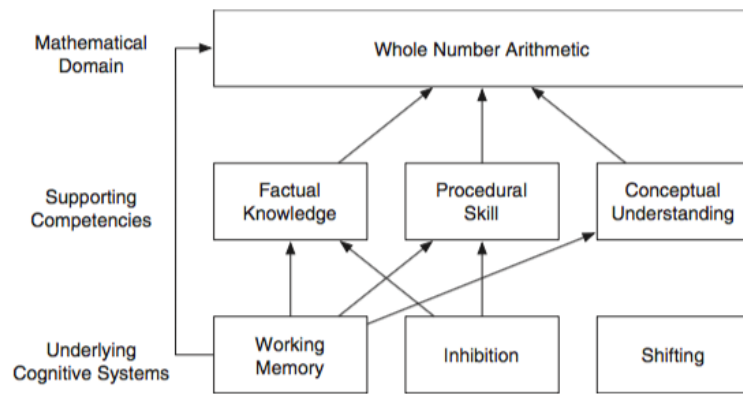 Mathematical
Domain
Whole Number Arithmetic
Supporting
Competencies
Factual
Knowledge
Procedural
Skill
Conceptual
Understanding
Underlying
Cognitive Systems
Working
Memory
Inhibition
Shifting